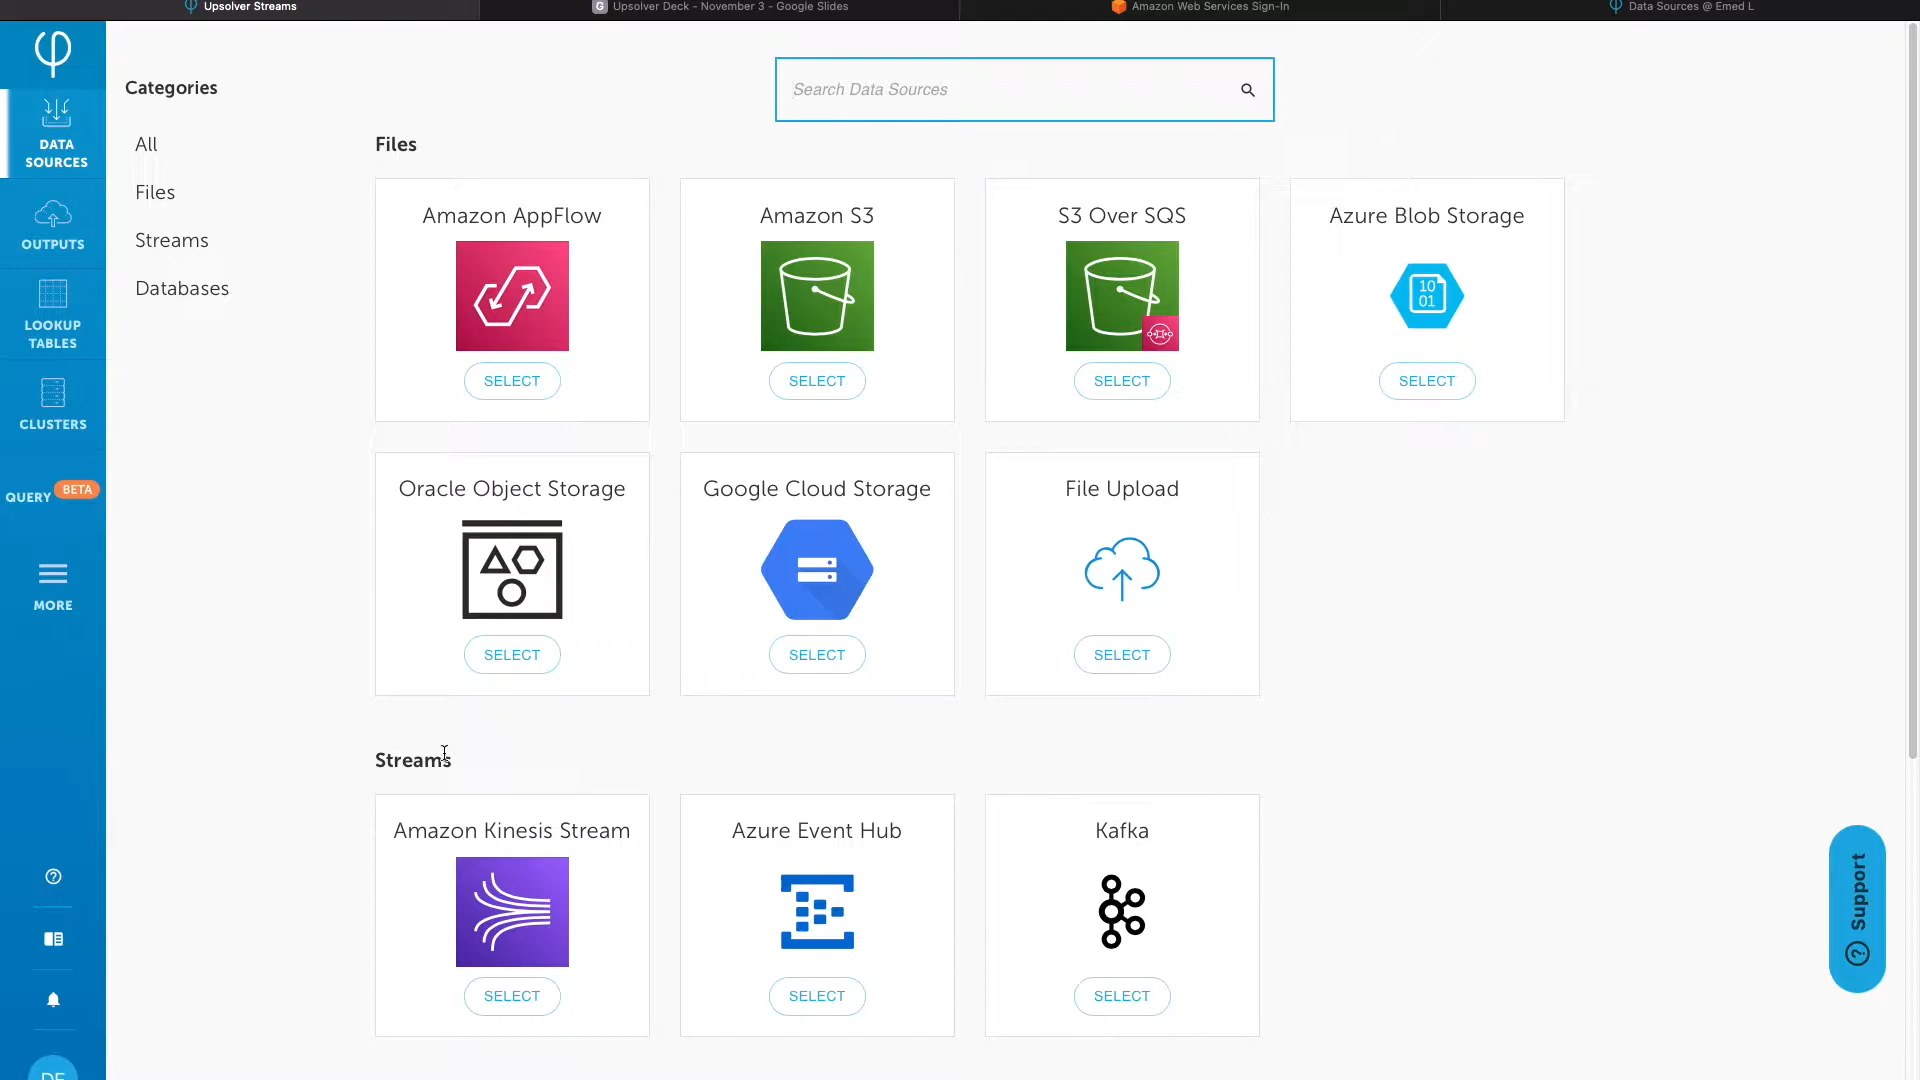 Upsolver Streams
Upsolver Deck - November 3 - Google Slides
Amazon Web Services Sign-In
Data Sources @ Emed L
DATA
SOURCES
OUTPUTS
LOOKUP
TABLES
CLUSTERS
QUERY BETA
MORE
DE
Categories
All
Files
Streams
Databases
Search Data Sources
Files
Amazon AppFlow
SELECT
Amazon S3
SELECT
S3 Over SQS
SELECT
Azure Blob Storage
10
01
SELECT
Oracle Object Storage
SELECT
Google Cloud Storage
SELECT
File Upload
SELECT
Streams
Amazon Kinesis Stream
SELECT
Azure Event Hub
SELECT
Kafka
SELECT
Support